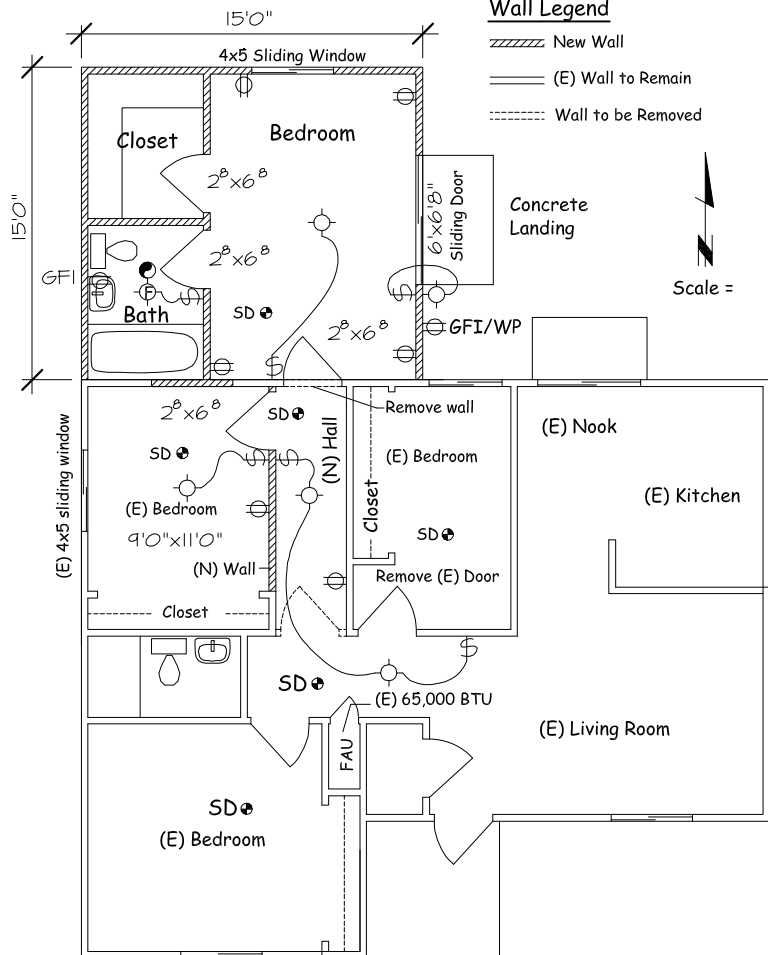 15'0"
Wall Legend
4x5 Sliding Window
New Wall
(E) Wall to Remain
Wall to be Removed
Closet
Bedroom
2⁸x6⁸
15'0"
6'x6'8"
Sliding Door
Concrete
Landing
2⁸x6⁸
GFI
F
Scale =
Bath
SD
2⁸x6⁸
GFI/WP
(E) 4x5 sliding window
2⁸x6⁸
SD
Remove wall
(N) Hall
(E) Nook
SD
(E) Bedroom
Closet
(E) Kitchen
(E) Bedroom
9'0"x11'0"
SD
(N) Wall
Remove (E) Door
Closet
SD
(E) 65,000 BTU
FAU
(E) Living Room
SD
(E) Bedroom